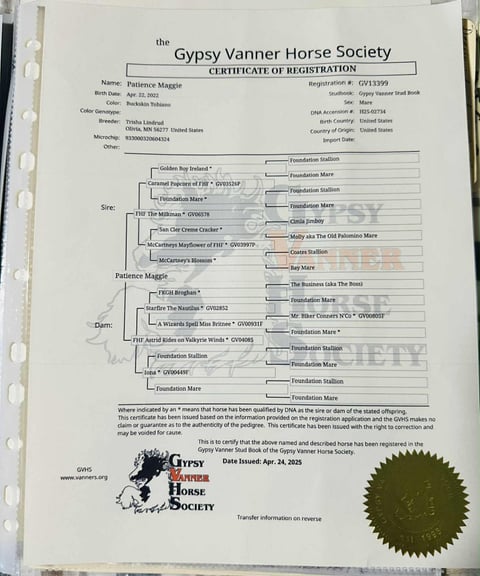 the
Gypsy Vanner Horse Society
CERTIFICATE OF REGISTRATION
Name: Patience Maggie
Registration #: GV13399
Birth Date: Apr. 22, 2022
Studbook: Gypsy Vanner Stud Book
Color: Buckskin Tobiano
Sex: Mare
Color Genotype:
DNA Accession #: H25-02734
Breeder: Trisha Lindrud
Birth Country: United States
Olivia, MN 56277 United States
Country of Origin: United States
Microchip: 933000320604324
Import Date:
Other:
Foundation Stallion
Golden Boy Ireland *
Foundation Mare
Caramel Popcorn of FHF * GV03526P
Foundation Stallion
Foundation Mare *
Foundation Mare
Sire:
FHF The Milkman * GV06578
Cimla Jimboy
San Cler Creme Cracker *
Molly aka The Old Palomino Mare
McCartneys Mayflower of FHF * GV03997P
Coates Stallion
McCartney's Blossom *
Bay Mare
Patience Maggie
The Business (aka The Boss)
FRGH Broghan *
Foundation Mare
Starfire The Nautilus * GV02852
Mr. Biker Conners N'Co * GV00805F
A Wizards Spell Miss Britnee * GV00931F
Foundation Mare *
Dam:
FHF Astrid Rides on Valkyrie Winds * GV04085
Foundation Stallion
Foundation Stallion
Foundation Mare
Iona * GV00449F
Foundation Stallion
Foundation Mare
Foundation Mare
GYPSY
VANNER
HORSE
SOCIETY
Where indicated by an * means that horse has been qualified by DNA as the sire or dam of the stated offspring.
This certificate has been issued based on the information provided on the registration application and the GVHS makes no
claim or guarantee as to the authenticity of the pedigree. This certificate has been issued with the right to correction and
may be voided for cause.
This is to certify that the above named and described horse has been registered in the
Gypsy Vanner Stud Book of the Gypsy Vanner Horse Society.
GVHS
www.vanners.org
Date Issued: Apr. 24, 2025
GYPSY
VANNER
HORSE
SOCIETY
Transfer information on reverse